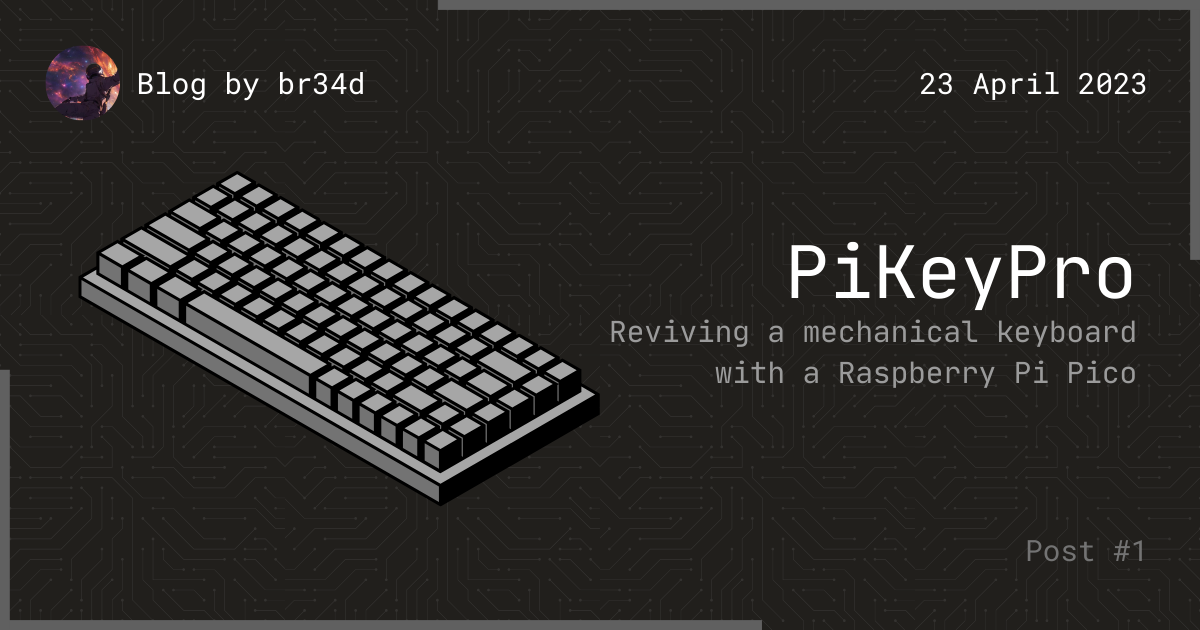 Blog by br34d
23 April 2023
PiKeyPro
Reviving a mechanical keyboard
with a Raspberry Pi Pico
Post #1